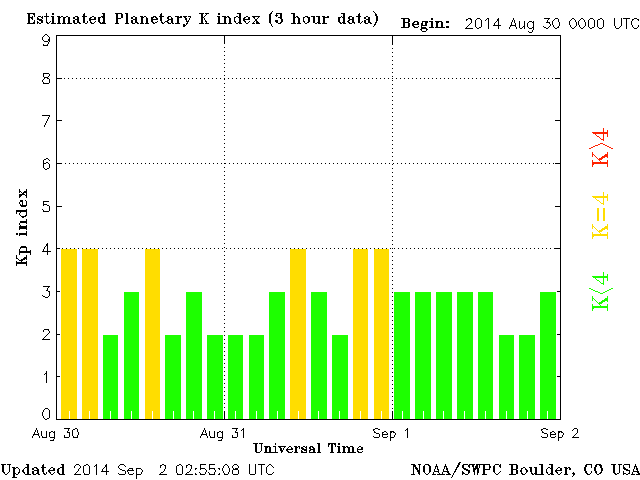 Estimated Planetary K index (3 hour data) Begin: 2014 Aug 30 0000 UTC
9
8
7
6
5
4
3
2
1
0
Kp index
K>4
K=4
K<4
Aug 30 Aug 31 Sep 1 Sep 2
Universal Time
Updated 2014 Sep 2 02:55:08 UTC NOAA/SWPC Boulder, CO USA